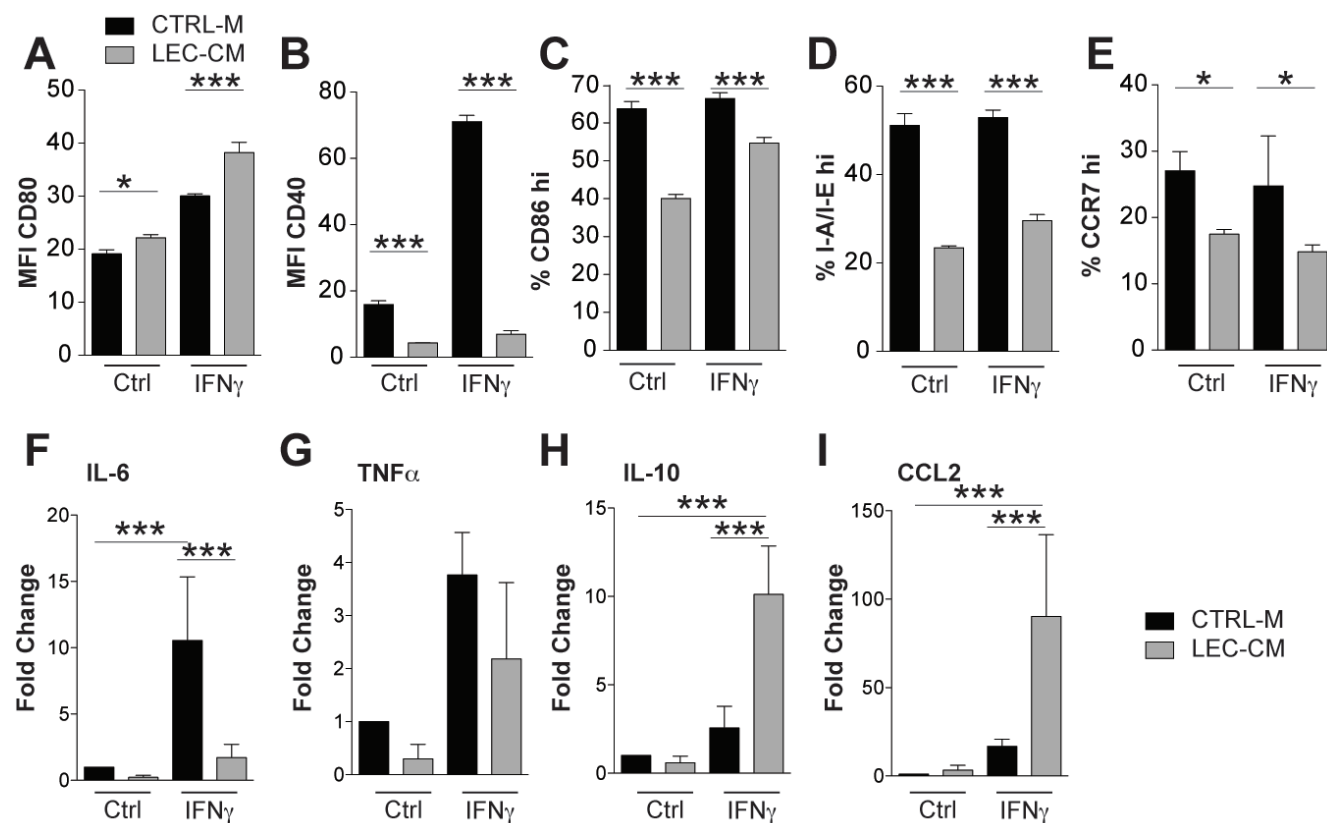 CTRL-M
LEC-CM
A
MFI CD80
50
40
30
20
10
0
*
***
Ctrl
IFNγ
B
MFI CD40
80
60
40
20
0
***
***
Ctrl
IFNγ
C
% CD86 hi
70
60
50
40
30
20
10
0
***
***
Ctrl
IFNγ
D
% I-A/I-E hi
60
40
20
0
***
***
Ctrl
IFNγ
E
% CCR7 hi
40
30
20
10
0
*
*
Ctrl
IFNγ
F
IL-6
Fold Change
20
15
10
5
0
***
***
Ctrl
IFNγ
G
TNFα
Fold Change
5
4
3
2
1
0
Ctrl
IFNγ
H
IL-10
Fold Change
15
10
5
0
***
***
Ctrl
IFNγ
I
CCL2
Fold Change
150
100
50
0
***
***
Ctrl
IFNγ
CTRL-M
LEC-CM